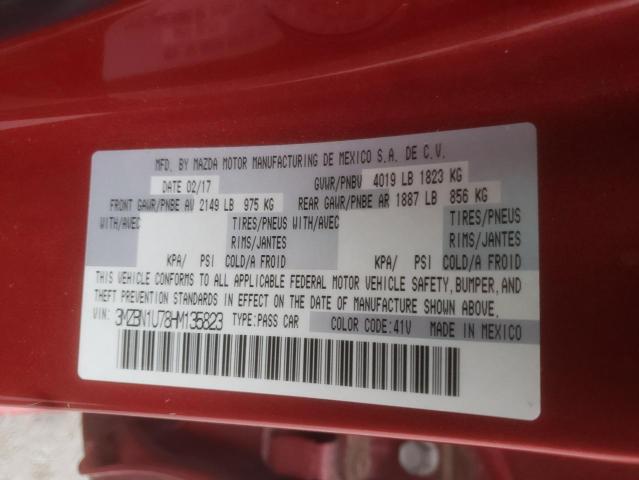 MFD. BY MAZDA MOTOR MANUFACTURING DE MEXICO S.A. DE C.V.
DATE 02/17 GVWR/PNBV 4019 LB 1823 KG
FRONT GAWR/PNBE AV 2149 LB 975 KG REAR GAWR/PNBE AR 1887 LB 856 KG
WITH/AVEC TIRES/PNEUS WITH/AVEC TIRES/PNEUS
RIMS/JANTES RIMS/JANTES
KPA/ PSI COLD/A FROID KPA/ PSI COLD/A FROID
THIS VEHICLE CONFORMS TO ALL APPLICABLE FEDERAL MOTOR VEHICLE SAFETY, BUMPER, AND
THEFT PREVENTION STANDARDS IN EFFECT ON THE DATE OF MANUFACTURE SHOWN ABOVE.
VIN: 3MZBN1U78HM135823 TYPE:PASS CAR COLOR CODE:41V MADE IN MEXICO